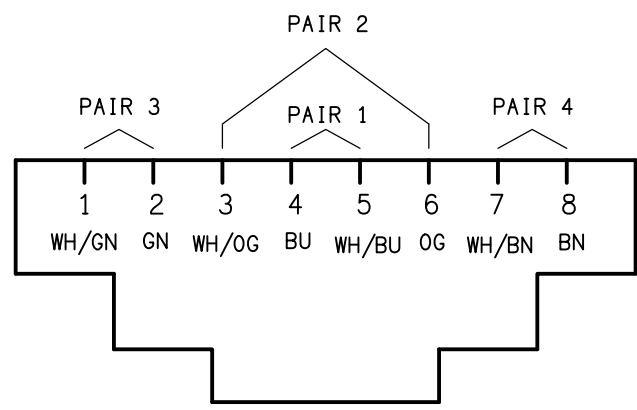 PAIR 2
PAIR 3
PAIR 1
PAIR 4
1 2 3 4 5 6 7 8
WH/GN GN WH/OG BU WH/BU OG WH/BN BN